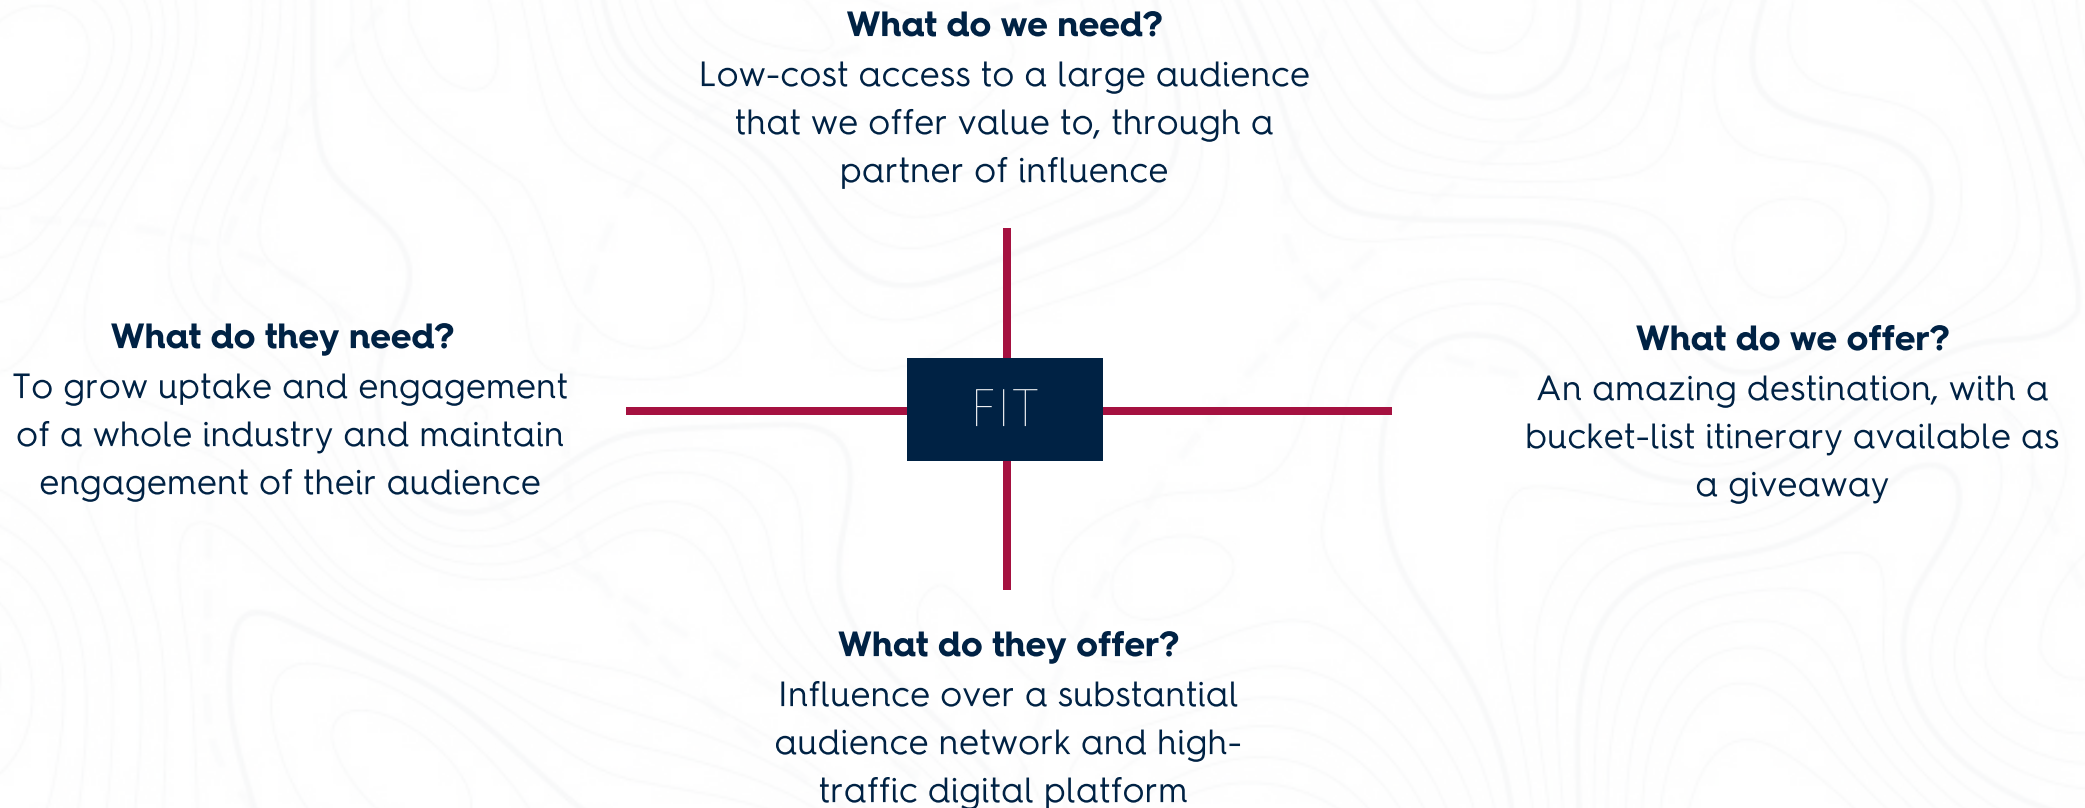 What do we need?
Low-cost access to a large audience
that we offer value to, through a
partner of influence
What do they need?
To grow uptake and engagement
of a whole industry and maintain
engagement of their audience
FIT
What do we offer?
An amazing destination, with a
bucket-list itinerary available as
a giveaway
What do they offer?
Influence over a substantial
audience network and high-
traffic digital platform